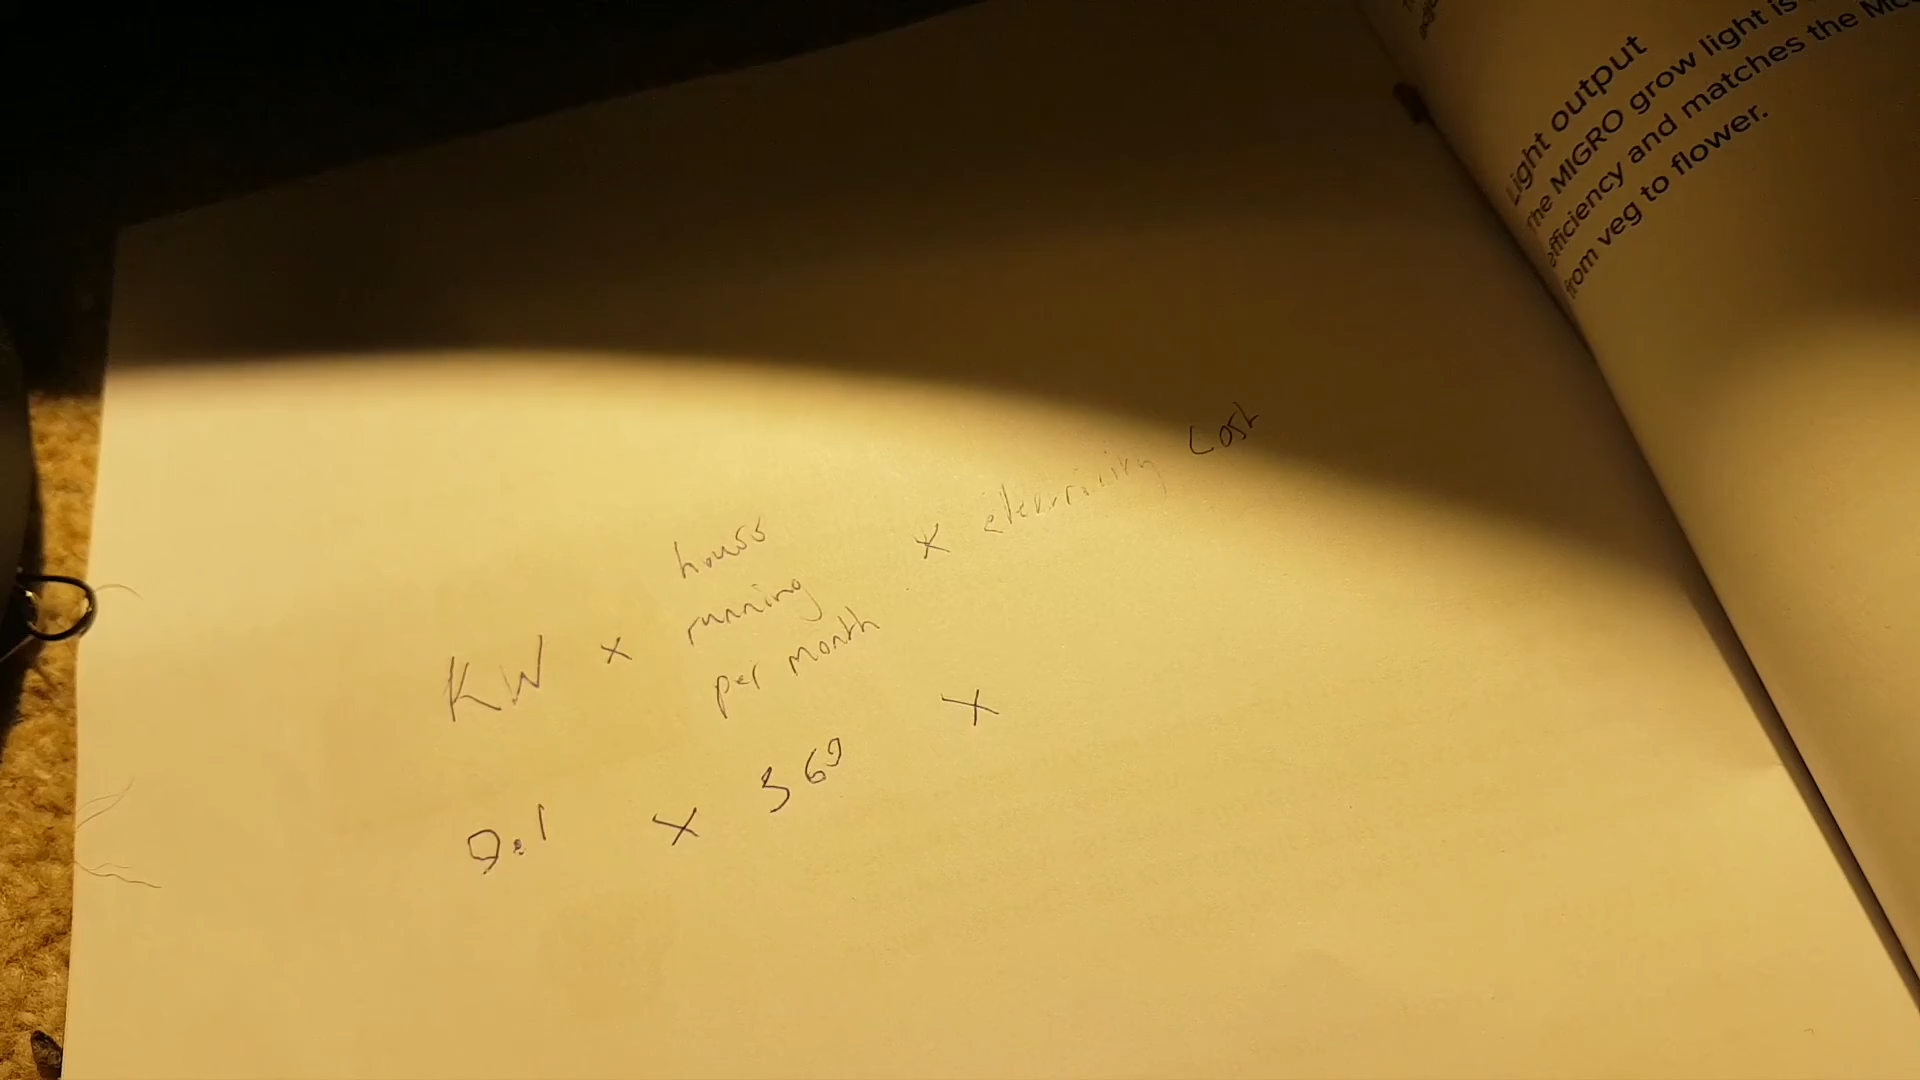 Light output
The MIGRO grow light is
efficiency and matches the
from veg to flower.
hours
KW x running x electricity Cost
per month
0.1 x 360 x